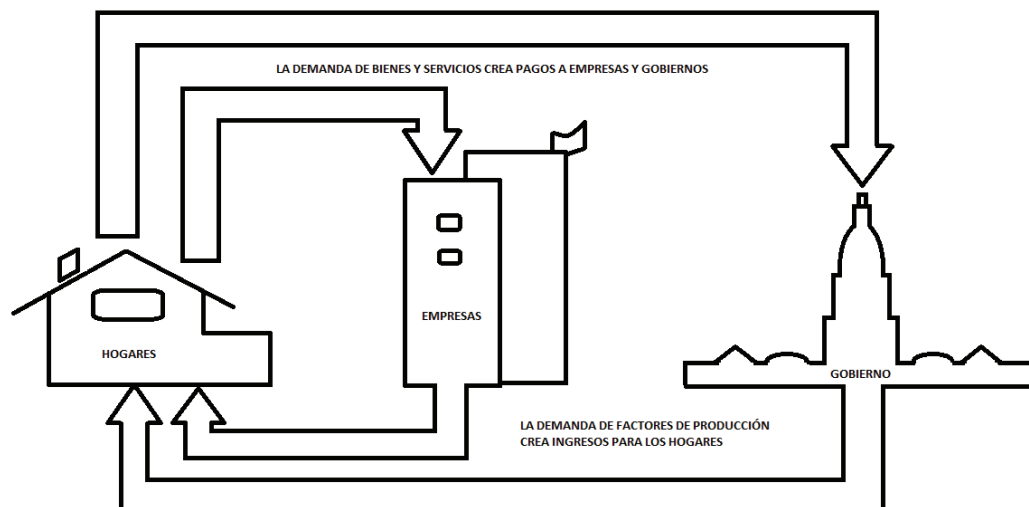 LA DEMANDA DE BIENES Y SERVICIOS CREA PAGOS A EMPRESAS Y GOBIERNOS
EMPRESAS
HOGARES
GOBIERNO
LA DEMANDA DE FACTORES DE PRODUCCIÓN
CREA INGRESOS PARA LOS HOGARES